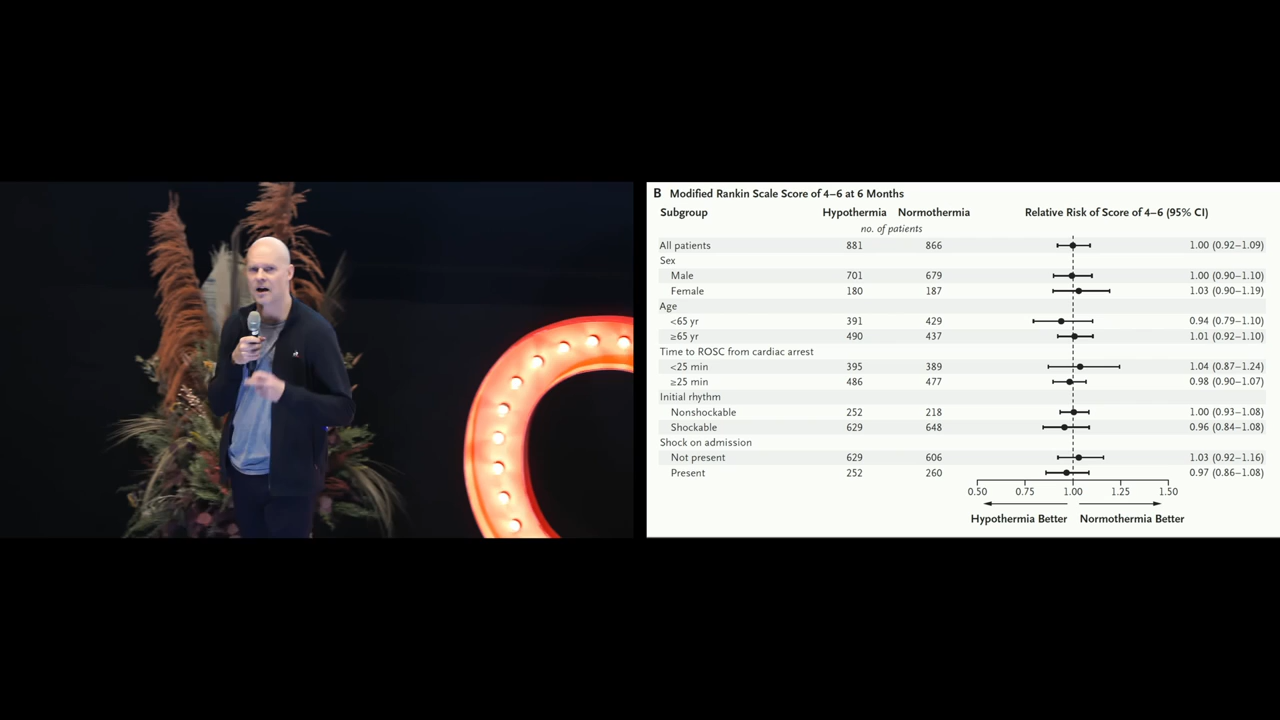 B Modified Rankin Scale Score of 4–6 at 6 Months
Subgroup Hypothermia Normothermia Relative Risk of Score of 4–6 (95% CI)
no. of patients
All patients 881 866 1.00 (0.92–1.09)
Sex
Male 701 679 1.00 (0.90–1.10)
Female 180 187 1.03 (0.90–1.19)
Age
<65 yr 391 429 0.94 (0.79–1.10)
≥65 yr 490 437 1.01 (0.92–1.10)
Time to ROSC from cardiac arrest
<25 min 395 389 1.04 (0.87–1.24)
≥25 min 486 477 0.98 (0.90–1.07)
Initial rhythm
Nonshockable 252 218 1.00 (0.93–1.08)
Shockable 629 648 0.96 (0.84–1.08)
Shock on admission
Not present 629 606 1.03 (0.92–1.16)
Present 252 260 0.97 (0.86–1.08)
0.50 0.75 1.00 1.25 1.50
Hypothermia Better Normothermia Better